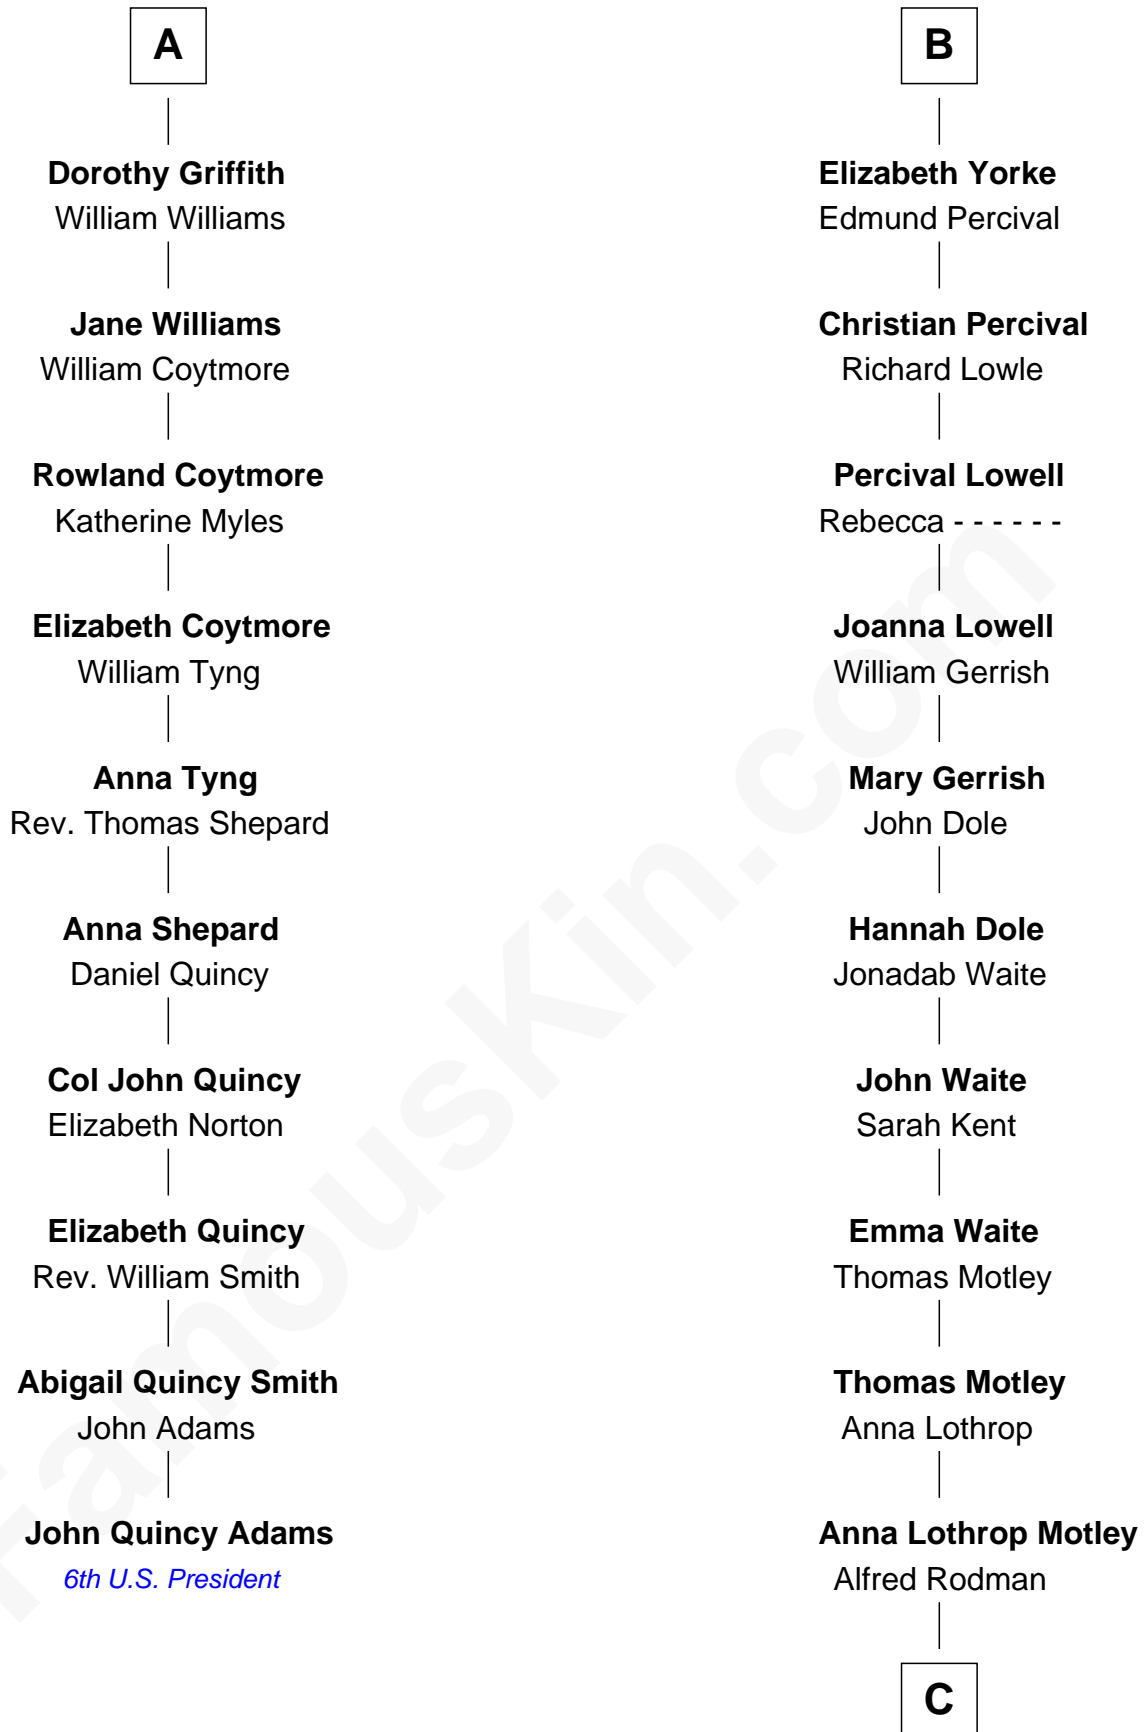 A
Dorothy Griffith
William Williams
Jane Williams
William Coytmore
Rowland Coytmore
Katherine Myles
Elizabeth Coytmore
William Tyng
Anna Tyng
Rev. Thomas Shepard
Anna Shepard
Daniel Quincy
Col John Quincy
Elizabeth Norton
Elizabeth Quincy
Rev. William Smith
Abigail Quincy Smith
John Adams
John Quincy Adams
6th U.S. President
B
Elizabeth Yorke
Edmund Percival
Christian Percival
Richard Lowle
Percival Lowell
Rebecca - - - - - -
Joanna Lowell
William Gerrish
Mary Gerrish
John Dole
Hannah Dole
Jonadab Waite
John Waite
Sarah Kent
Emma Waite
Thomas Motley
Thomas Motley
Anna Lothrop
Anna Lothrop Motley
Alfred Rodman
C
FamousKin.com